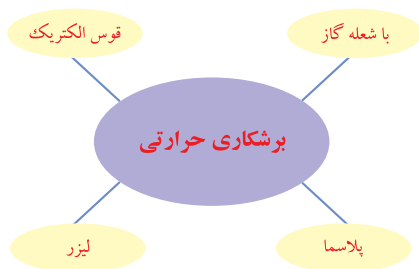 با شعله گاز
قوس الکتریک
برشکاری حرارتی
پلاسما
لیزر